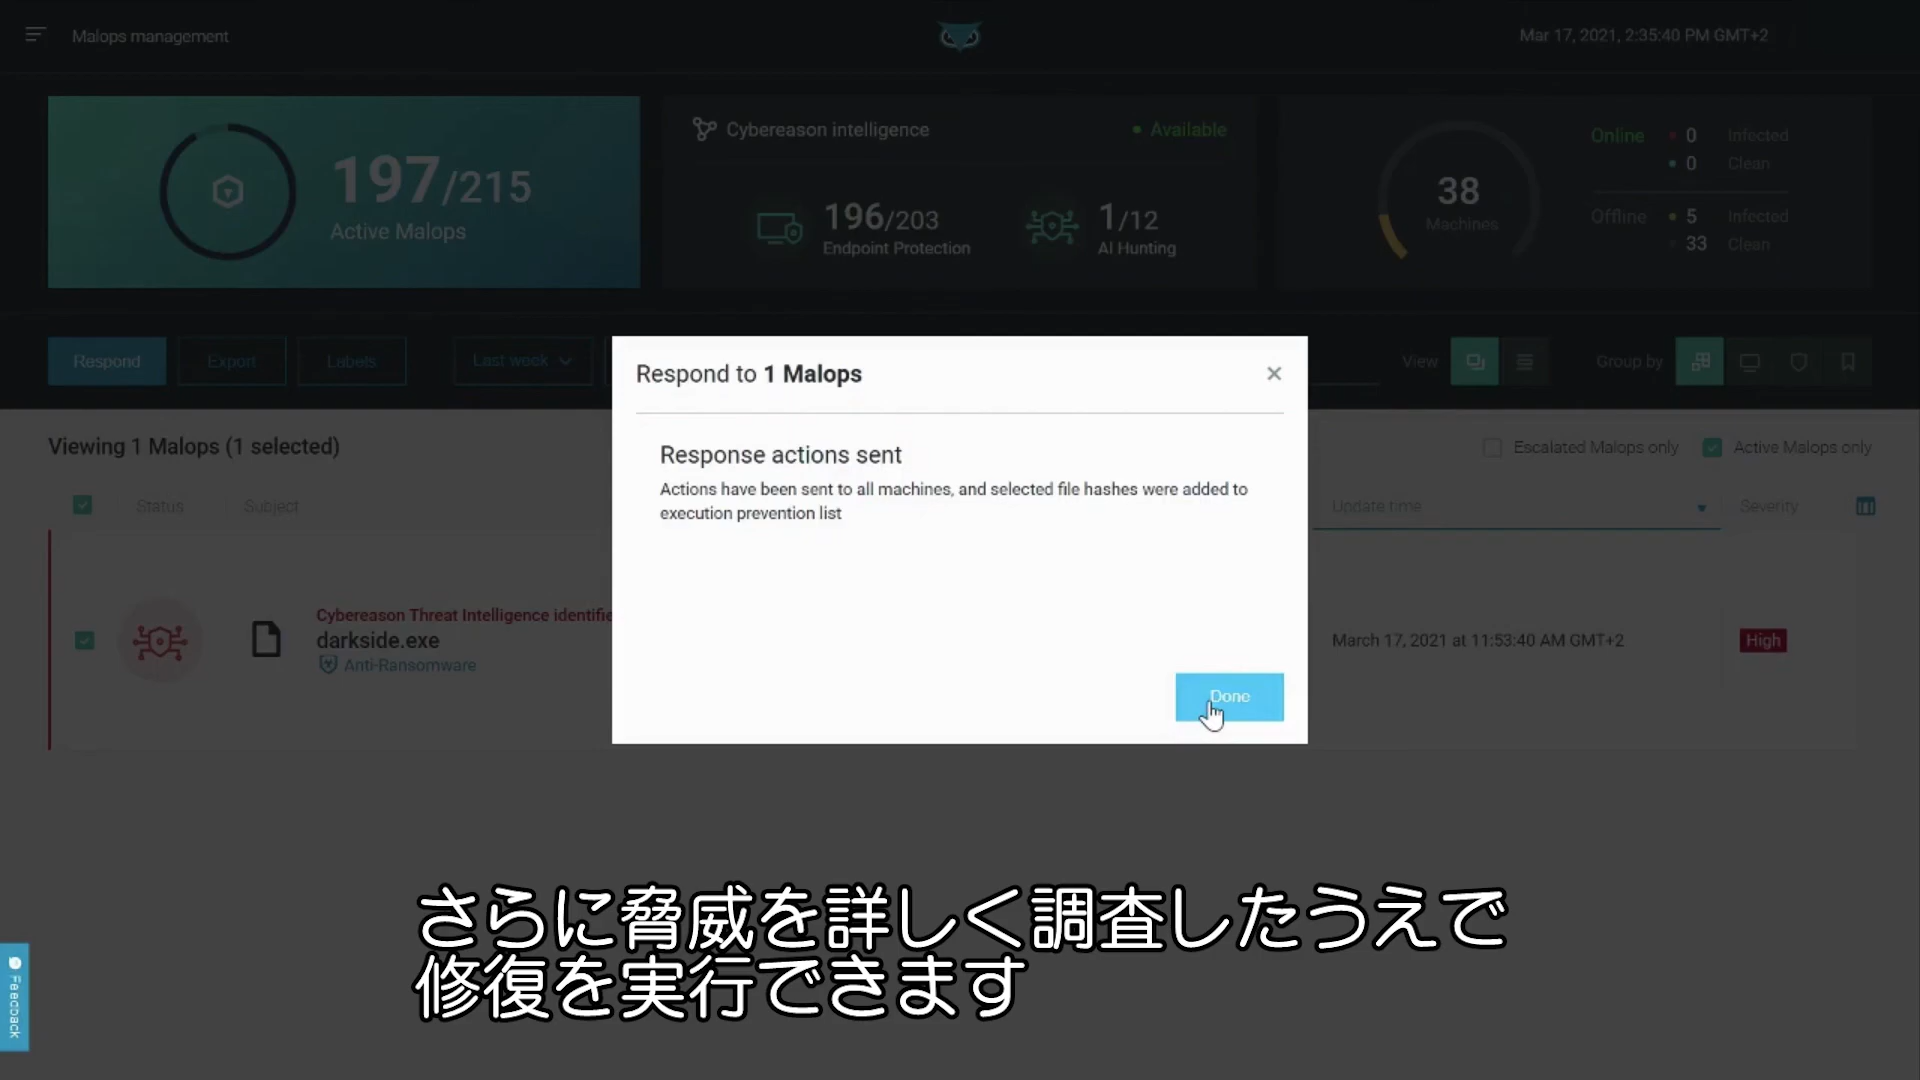 Malops management
Mar 17, 2021, 2:35:40 PM GMT+2
197/215
Active Malops
Cybereason intelligence
Available
196/203
Endpoint Protection
1/12
AI Hunting
38
Machines
Online
0 Infected
0 Clean
Offline
5 Infected
33 Clean
Respond
Export
Labels
Last week
View
Group by
Viewing 1 Malops (1 selected)
Escalated Malops only
Active Malops only
Status
Subject
Update time
Severity
Cybereason Threat Intelligence identifie
darkside.exe
Anti-Ransomware
March 17, 2021 at 11:53:40 AM GMT+2
High
Respond to 1 Malops
Response actions sent
Actions have been sent to all machines, and selected file hashes were added to
execution prevention list
Done
さらに脅威を詳しく調査したうえで
修復を実行できます
Feedback